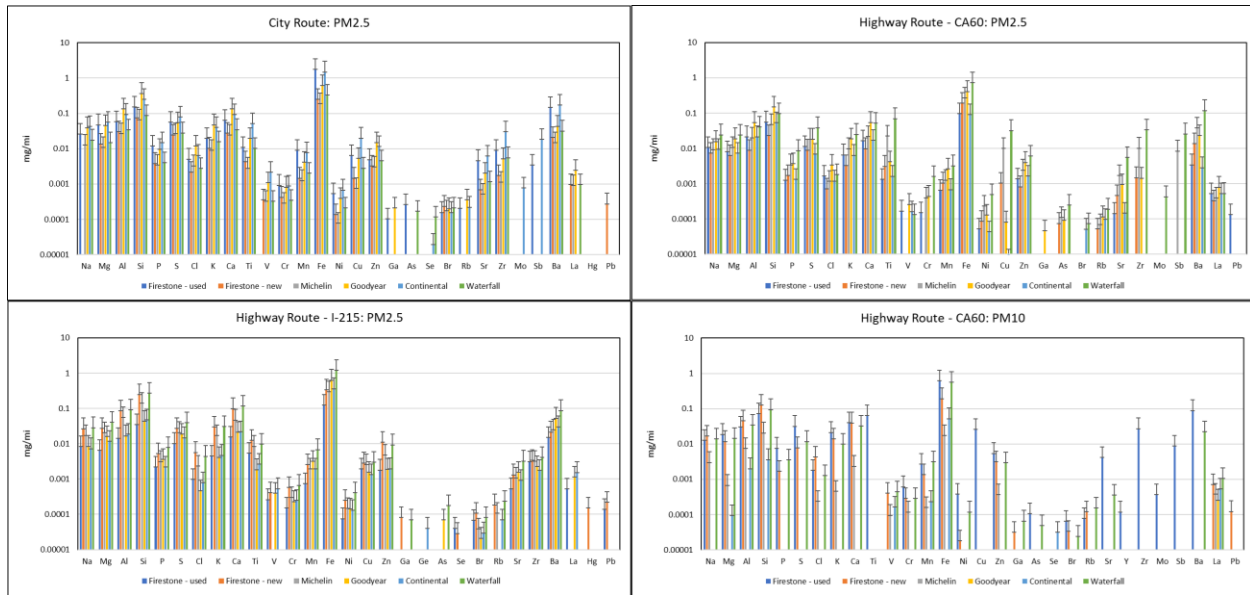 City Route: PM2.5
10
1
0.1
0.01
0.001
0.0001
0.00001
mg/mi
Na Mg Al Si P S Cl K Ca Ti V Cr Mn Fe Ni Cu Zn Ga As Se Br Rb Sr Zr Mo Sb Ba La Hg Pb
Firestone - used Firestone - new Michelin Goodyear Continental Waterfall
Highway Route - CA60: PM2.5
10
1
0.1
0.01
0.001
0.0001
0.00001
mg/mi
Na Mg Al Si P S Cl K Ca Ti V Cr Mn Fe Ni Cu Zn Ga As Br Rb Sr Zr Mo Sb Ba La Pb
Firestone - used Firestone - new Michelin Goodyear Continental Waterfall
Highway Route - I-215: PM2.5
10
1
0.1
0.01
0.001
0.0001
0.00001
mg/mi
Na Mg Al Si P S Cl K Ca Ti V Cr Mn Fe Ni Cu Zn Ga Ge As Se Br Rb Sr Zr Ba La Hg Pb
Firestone - used Firestone - new Michelin Goodyear Continental Waterfall
Highway Route - CA60: PM10
10
1
0.1
0.01
0.001
0.0001
0.00001
mg/mi
Na Mg Al Si P S Cl K Ca Ti V Cr Mn Fe Ni Cu Zn Ga As Se Br Rb Sr Y Zr Mo Sb Ba La Pb
Firestone - used Firestone - new Michelin Goodyear Continental Waterfall